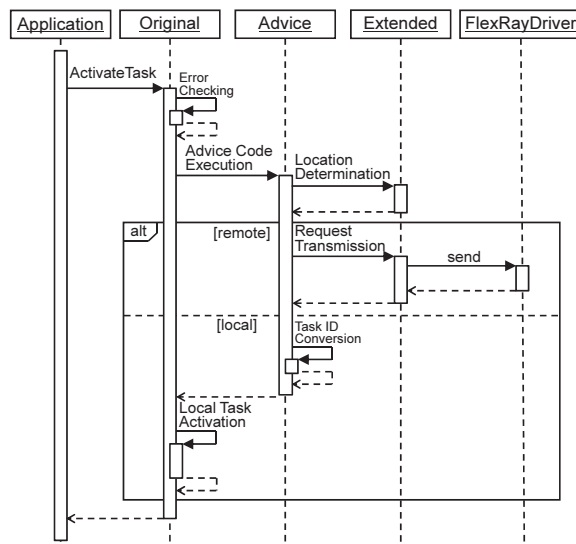 Application
Original
Advice
Extended
FlexRayDriver
ActivateTask
Error
Checking
Advice Code
Execution
Location
Determination
alt
[remote]
Request
Transmission
send
[local]
Task ID
Conversion
Local Task
Activation